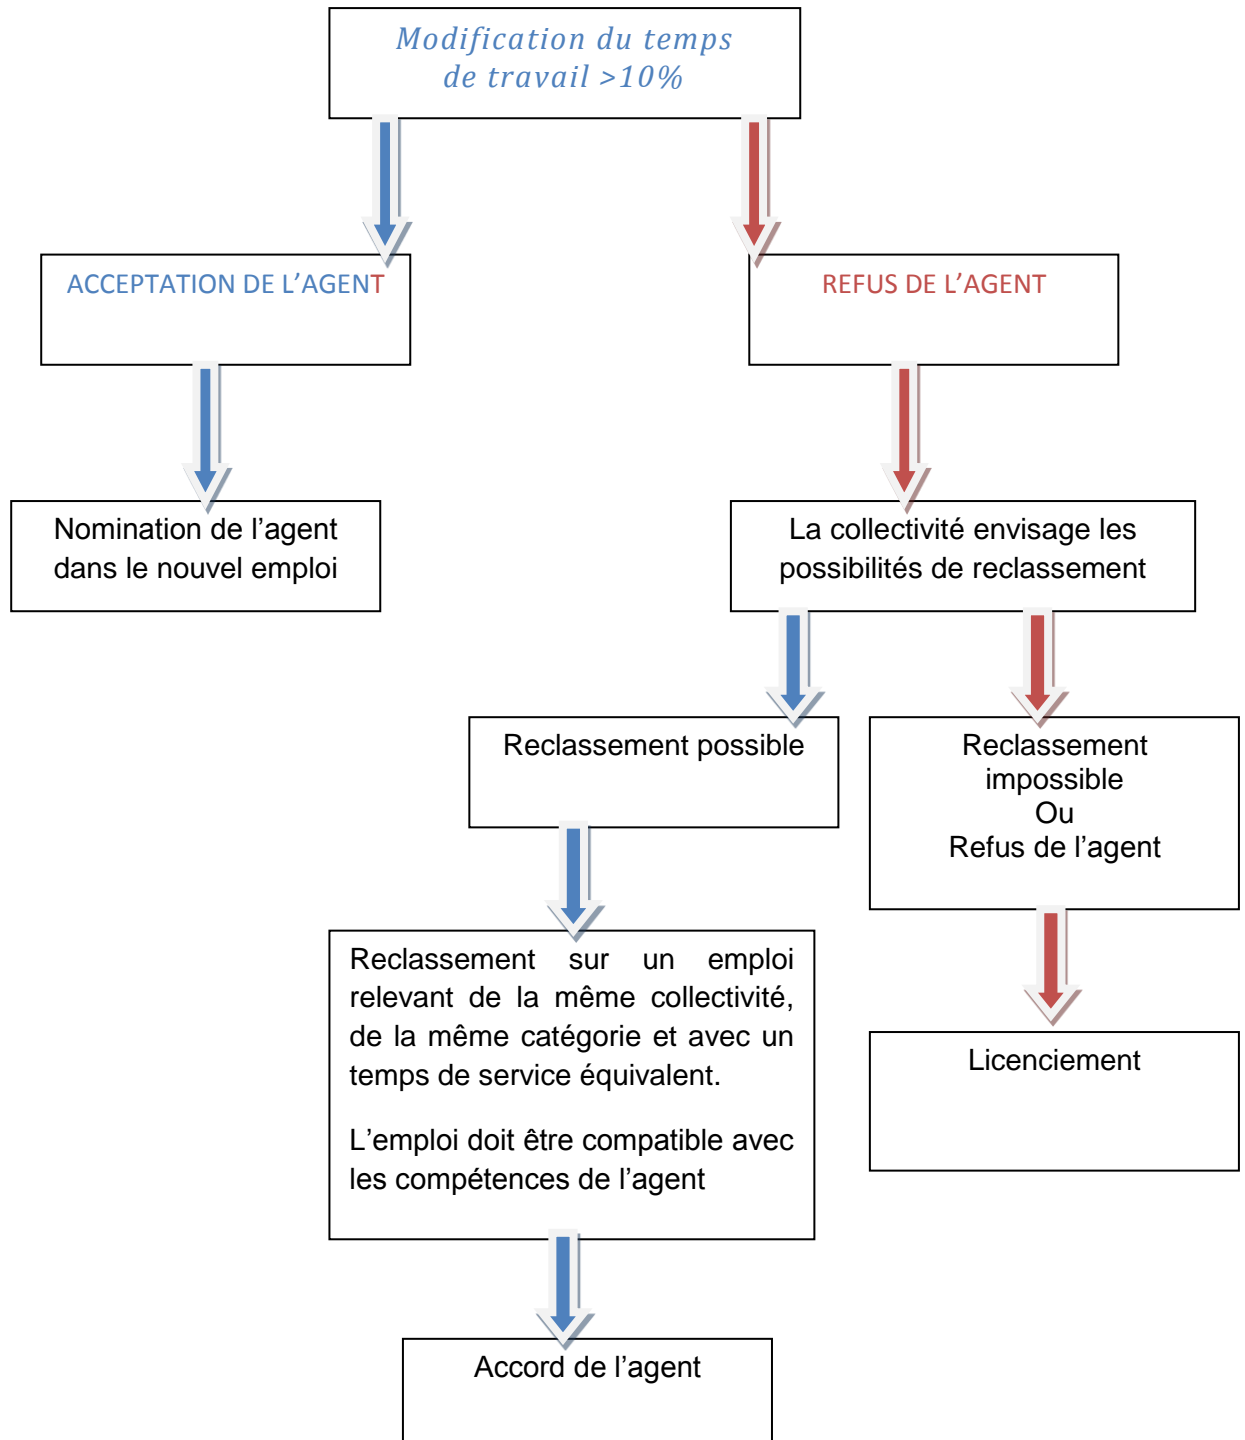 Modification du temps
de travail >10%
ACCEPTATION DE L’AGENT
REFUS DE L’AGENT
Nomination de l’agent
dans le nouvel emploi
La collectivité envisage les
possibilités de reclassement
Reclassement possible
Reclassement
impossible
Ou
Refus de l’agent
Reclassement sur un emploi
relevant de la même collectivité,
de la même catégorie et avec un
temps de service équivalent.
L’emploi doit être compatible avec
les compétences de l’agent
Licenciement
Accord de l’agent